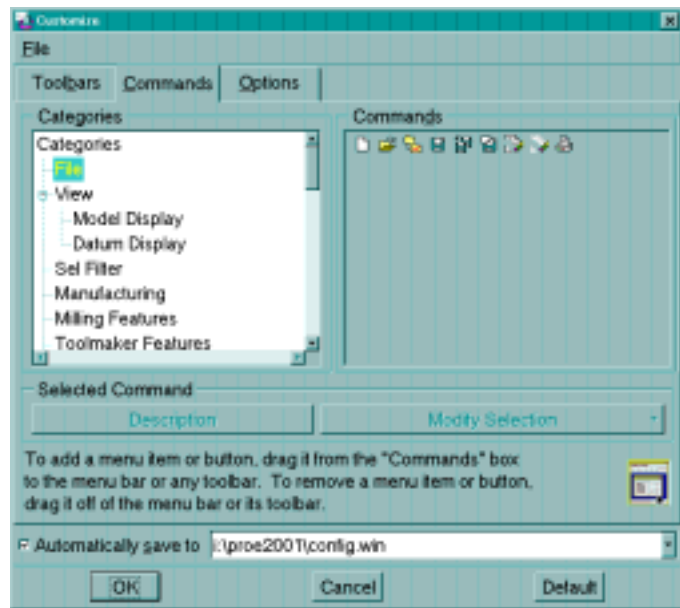 Customize
File
Toolbars Commands Options
Categories Commands
Categories
File
View
Model Display
Datum Display
Sel Filter
Manufacturing
Milling Features
Toolmaker Features
Selected Command
Description Modify Selection
To add a menu item or button, drag it from the "Commands" box
to the menu bar or any toolbar. To remove a menu item or button,
drag it off of the menu bar or its toolbar.
Automatically save to i:\proe2001\config.win
OK Cancel Default